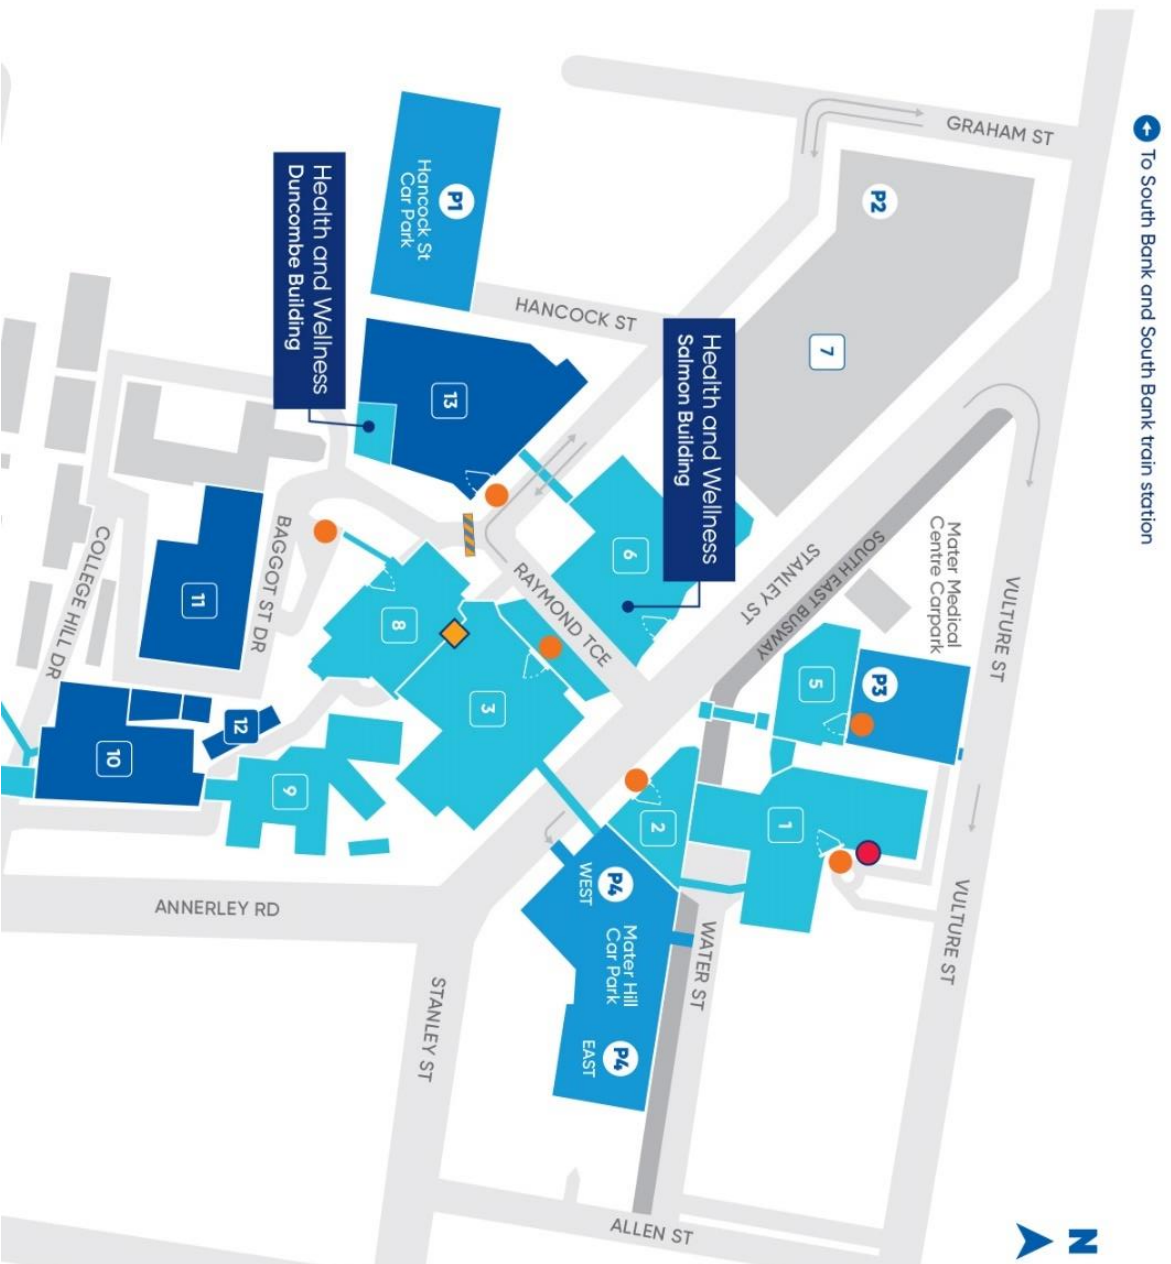 To South Bank and South Bank train station
GRAHAM ST
P2
7
P1
Hancock St
Car Park
HANCOCK ST
Health and Wellness
Duncombe Building
Health and Wellness
Salmon Building
13
6
STANLEY ST
SOUTH EAST BUSWAY
Mater Medical
Centre Carpark
VULTURE ST
P3
5
RAYMOND TCE
BAGGOT ST DR
COLLEGE HILL DR
11
8
3
12
10
9
2
1
P4
WEST
Mater Hill
Car Park
P4
EAST
WATER ST
VULTURE ST
ANNERLEY RD
STANLEY ST
ALLEN ST
N